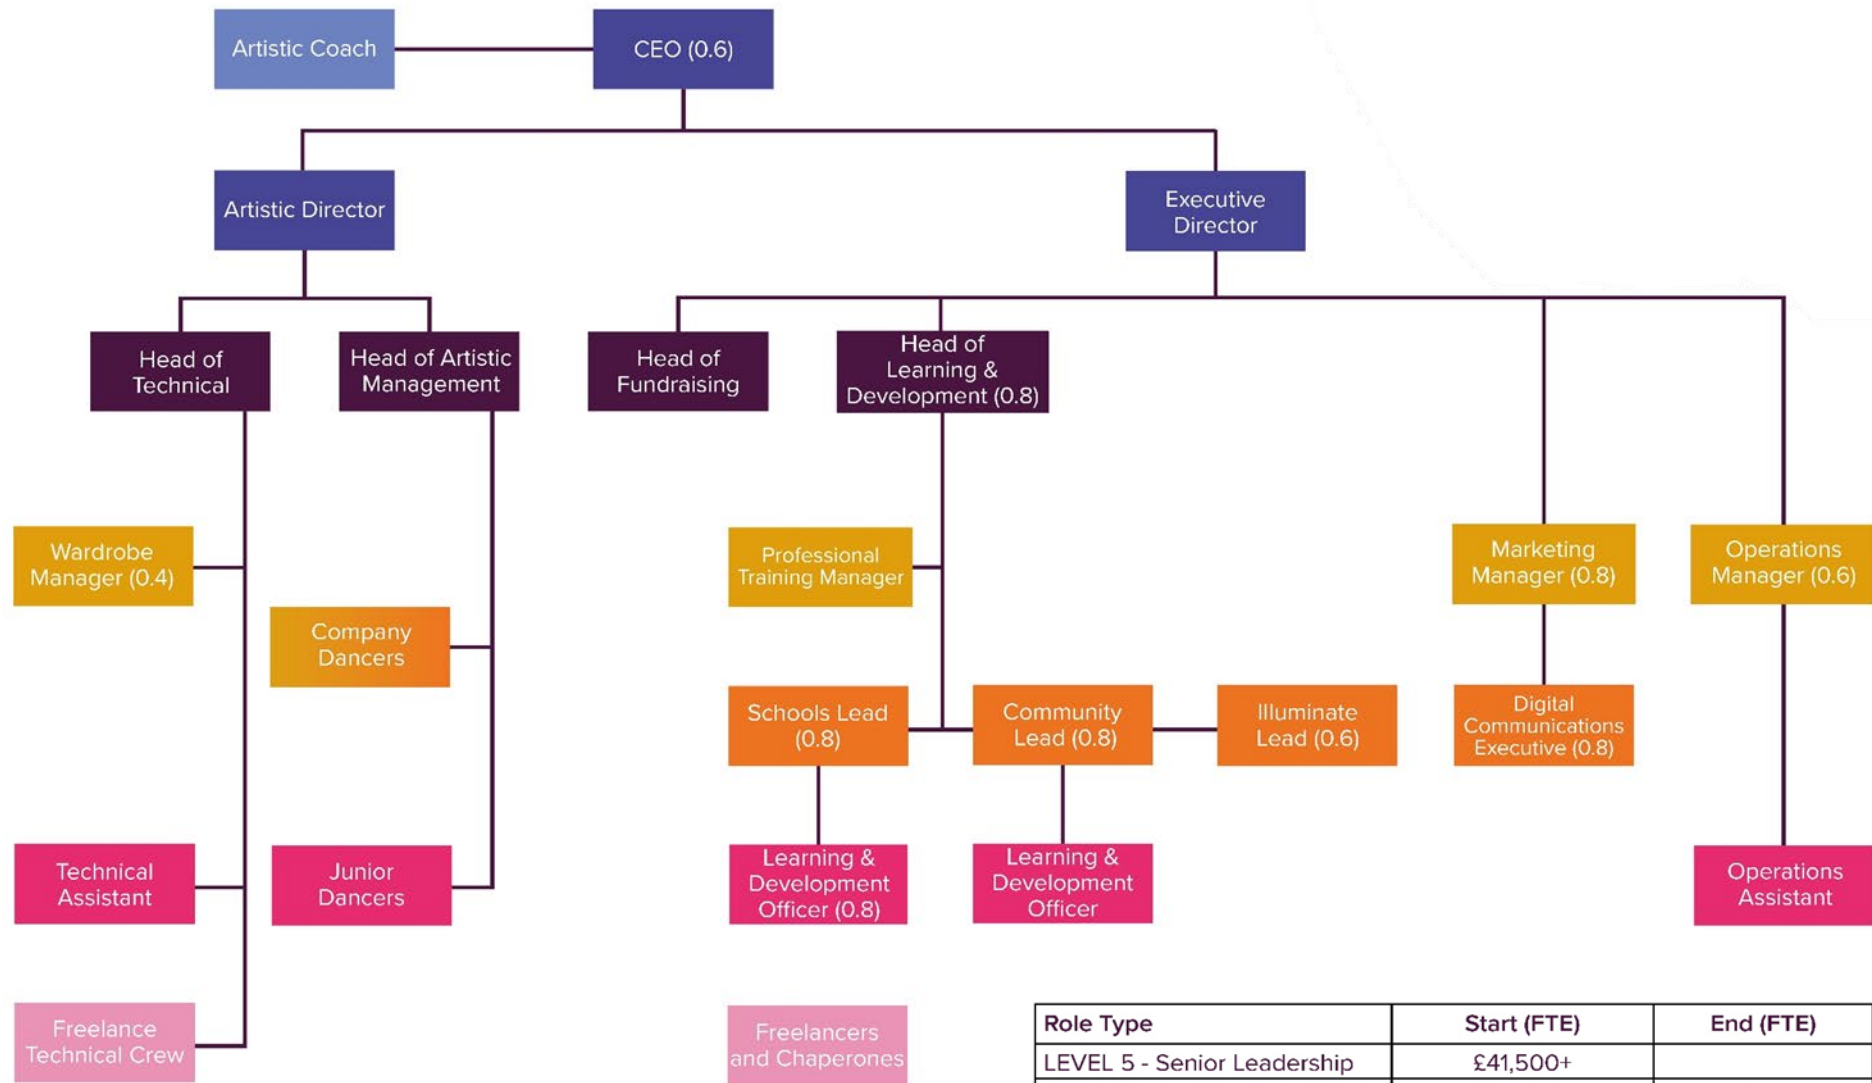 Artistic Coach
CEO (0.6)
Artistic Director
Executive
Director
Head of
Technical
Head of Artistic
Management
Head of
Fundraising
Head of
Learning &
Development (0.8)
Wardrobe
Manager (0.4)
Professional
Training Manager
Marketing
Manager (0.8)
Operations
Manager (0.6)
Company
Dancers
Schools Lead
(0.8)
Community
Lead (0.8)
Illuminate
Lead (0.6)
Digital
Communications
Executive (0.8)
Technical
Assistant
Junior
Dancers
Learning &
Development
Officer (0.8)
Learning &
Development
Officer
Operations
Assistant
Freelance
Technical Crew
Freelancers
and Chaperones
Role Type Start (FTE) End (FTE)
LEVEL 5 - Senior Leadership £41,500+